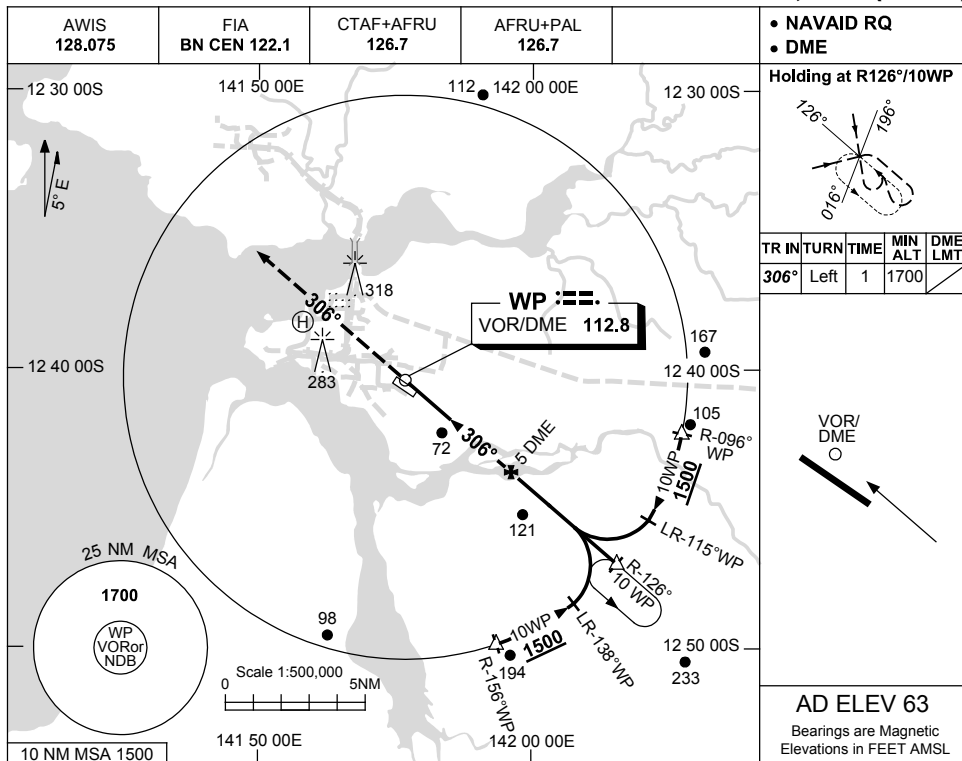 AWIS
128.075
FIA
BN CEN 122.1
CTAF+AFRU
126.7
AFRU+PAL
126.7
• NAVAID RQ
• DME
12 30 00S
141 50 00E
112
142 00 00E
12 30 00S
5° E
318
306°
H
283
WP
VOR/DME 112.8
167
12 40 00S
12 40 00S
105
R-096°
WP
72
306°
5 DME
10WP
1500
121
LR-115°WP
R-126°
10 WP
25 NM MSA
1700
WP
VORor
NDB
98
10WP
1500
LR-138°WP
R-156°WP
194
12 50 00S
233
Scale 1:500,000
0
5NM
10 NM MSA 1500
141 50 00E
142 00 00E
Holding at R126°/10WP
126°
196°
016°
TR IN TURN TIME MIN ALT DME LMT
306° Left 1 1700
VOR/
DME
AD ELEV 63
Bearings are Magnetic
Elevations in FEET AMSL